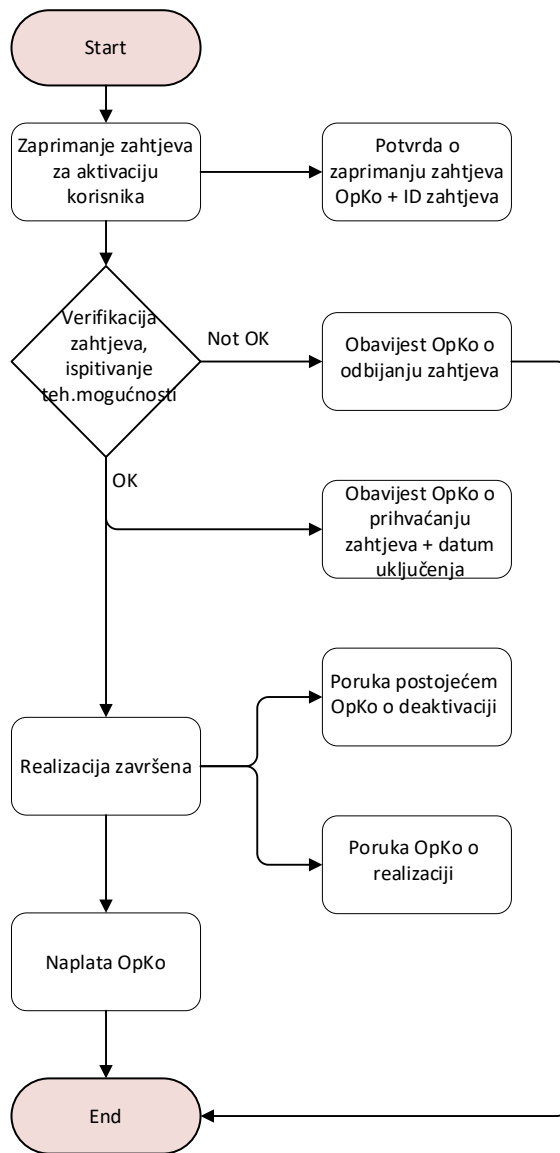 Start
Zaprimanje zahtjeva
za aktivaciju
korisnika
Potvrda o
zaprimanju zahtjeva
OpKo + ID zahtjeva
Verifikacija
zahtjeva,
ispitivanje
teh.mogućnosti
Not OK
Obavijest OpKo o
odbijanju zahtjeva
OK
Obavijest OpKo o
prihvaćanju
zahtjeva + datum
uključenja
Poruka postojećem
OpKo o deaktivaciji
Realizacija završena
Poruka OpKo o
realizaciji
Naplata OpKo
End